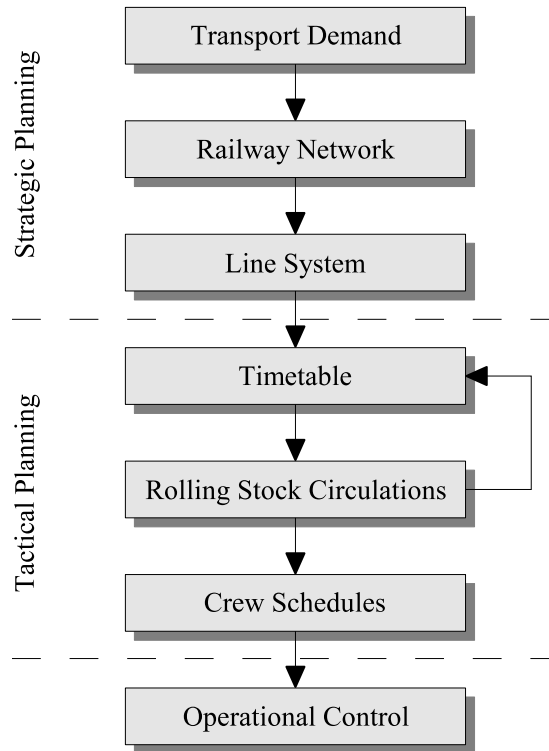 Strategic Planning
Transport Demand
Railway Network
Line System
Tactical Planning
Timetable
Rolling Stock Circulations
Crew Schedules
Operational Control